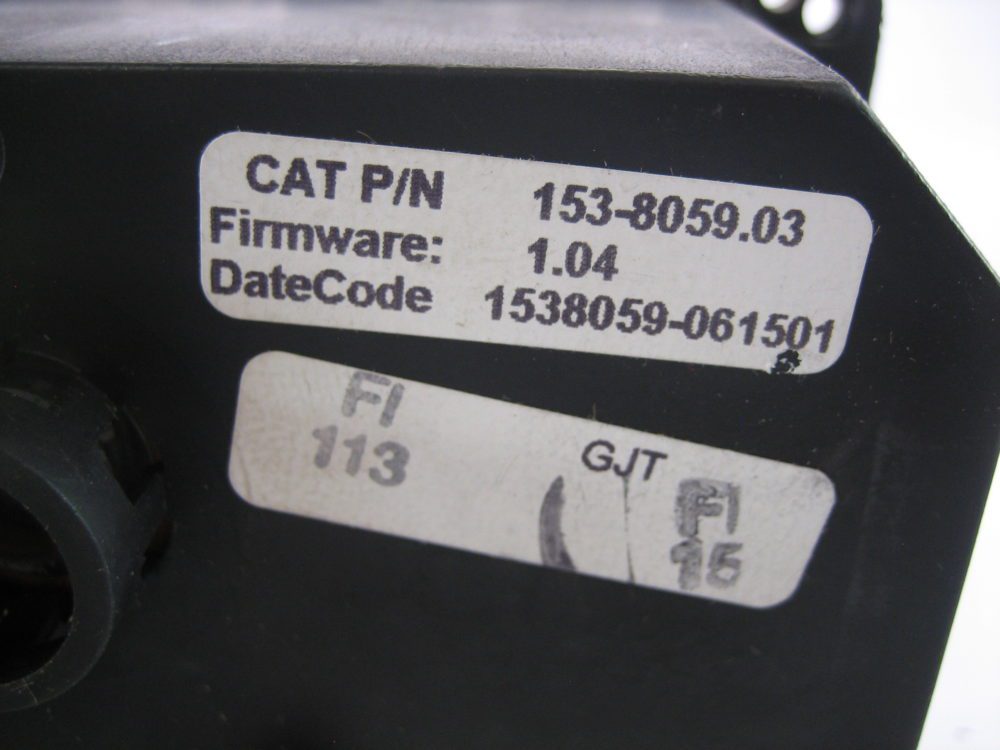 CAT P/N 153-8059.03
Firmware: 1.04
DateCode 1538059-061501
FI
113
GJT
FI
15